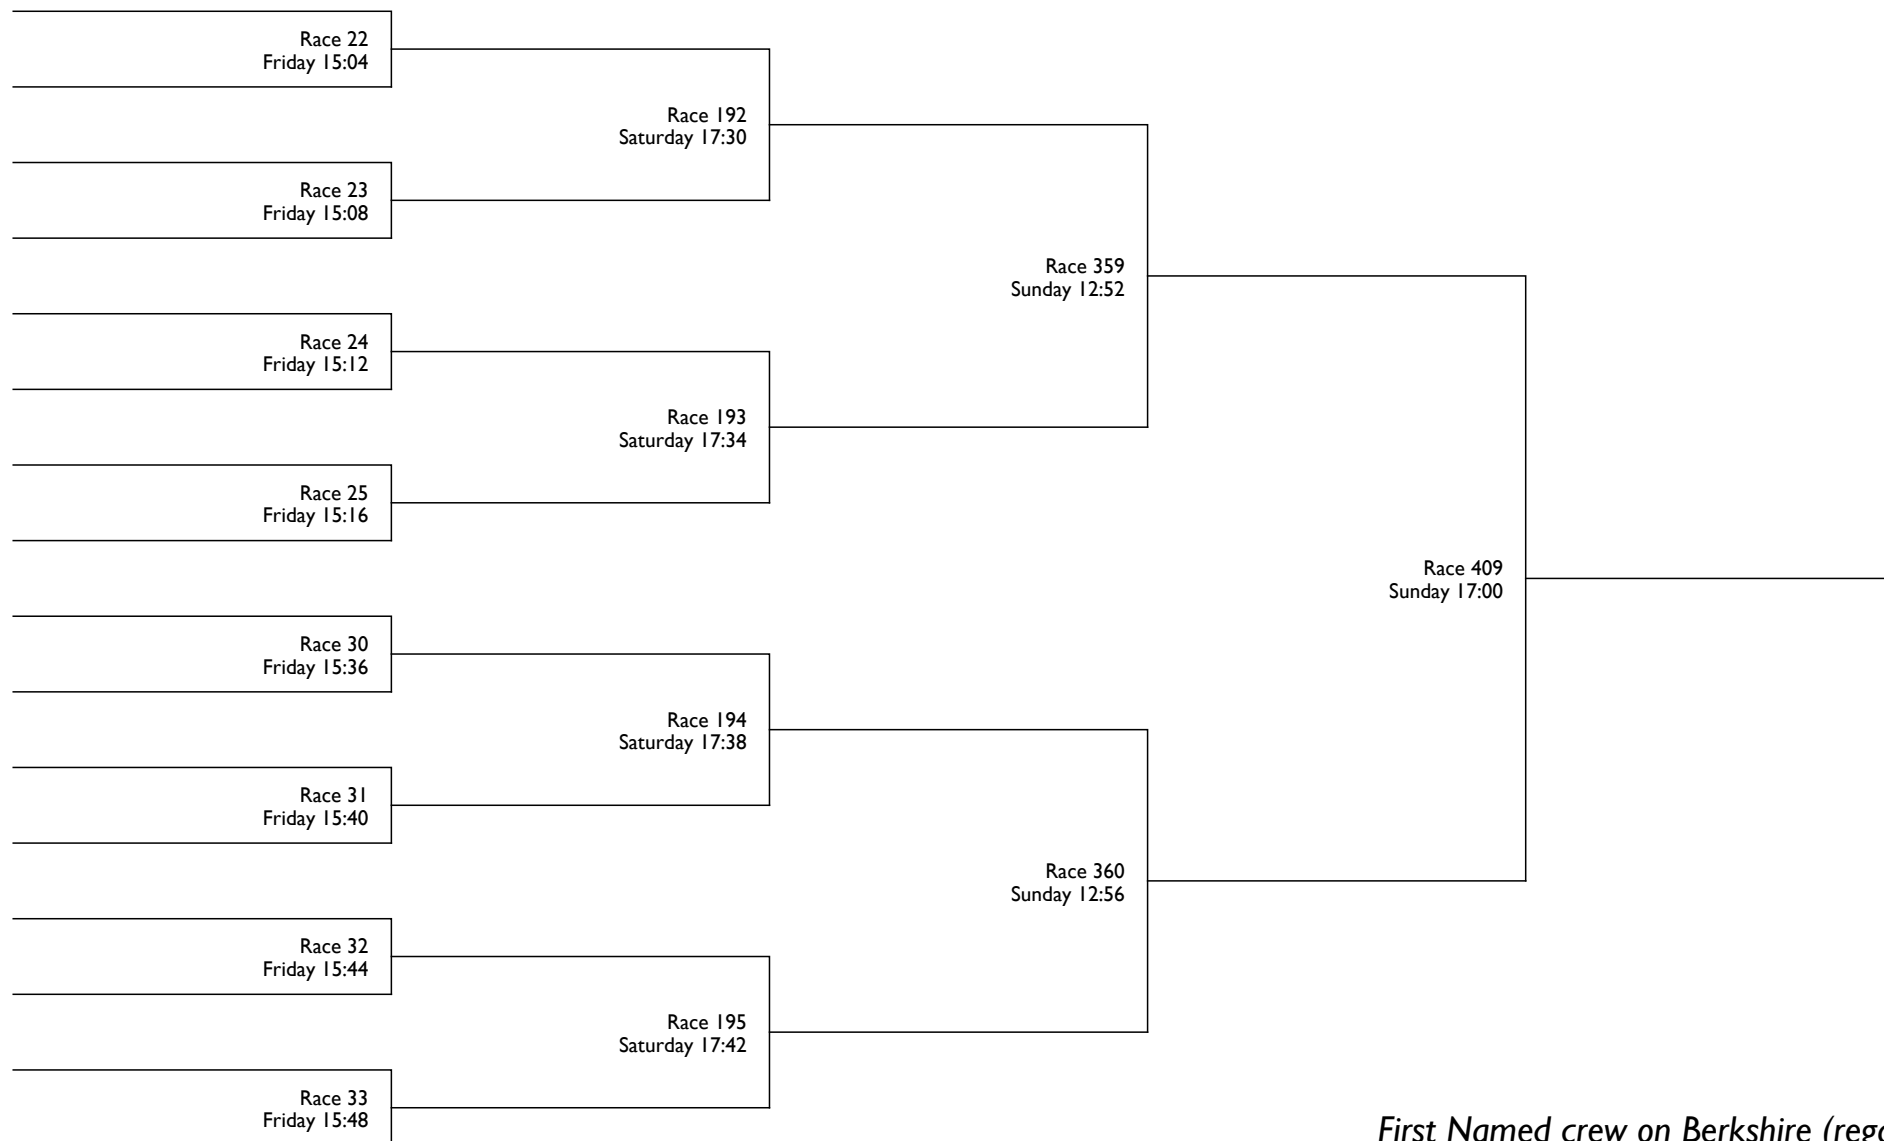 Race 22
Friday 15:04
Race 192
Saturday 17:30
Race 23
Friday 15:08
Race 359
Sunday 12:52
Race 24
Friday 15:12
Race 193
Saturday 17:34
Race 25
Friday 15:16
Race 409
Sunday 17:00
Race 30
Friday 15:36
Race 194
Saturday 17:38
Race 31
Friday 15:40
Race 360
Sunday 12:56
Race 32
Friday 15:44
Race 195
Saturday 17:42
Race 33
Friday 15:48
First Named crew on Berkshire